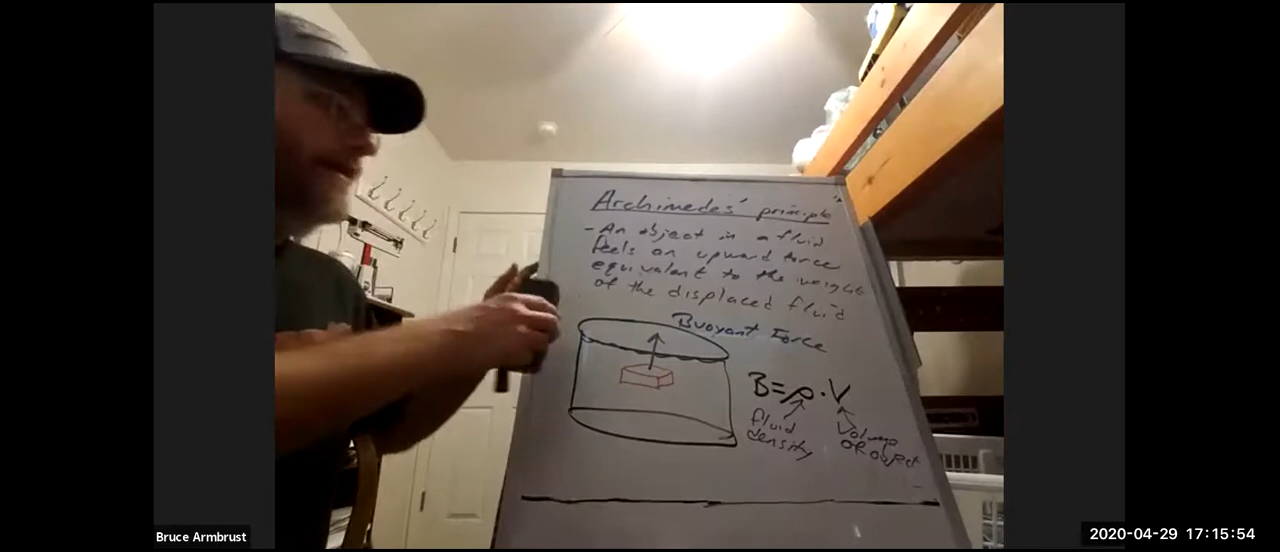 Archimedes' principle
- An object in a fluid
feels an upward force
equivalent to the weight
of the displaced fluid
Buoyant Force
B=ρ·V
fluid
density
Volume
of object
Bruce Armbrust
2020-04-29 17:15:54